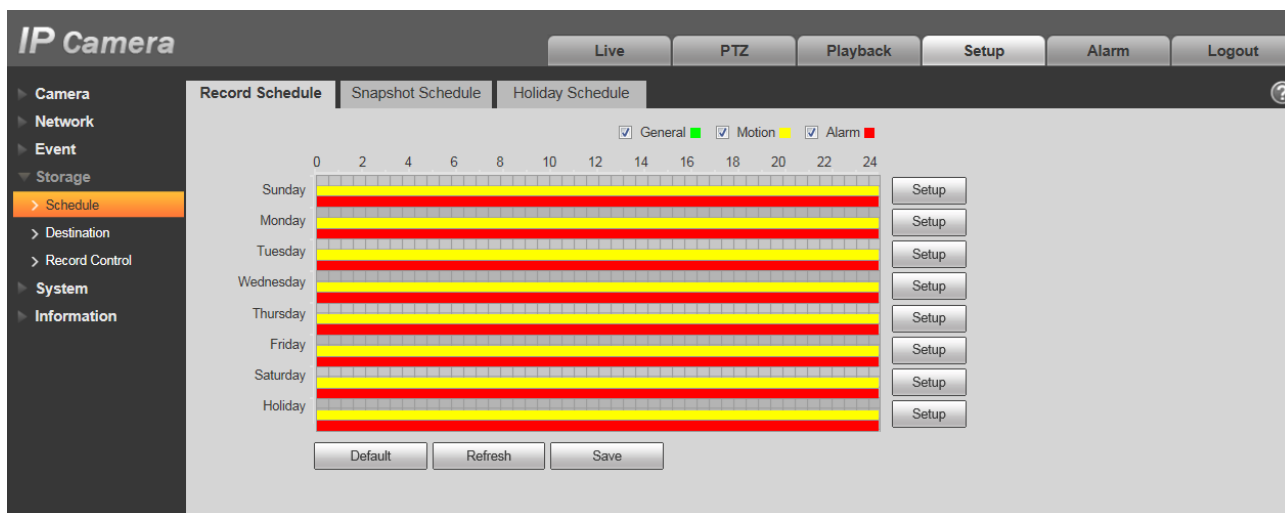 IP Camera
Live PTZ Playback Setup Alarm Logout
Camera
Network
Event
Storage
Schedule
Destination
Record Control
System
Information
Record Schedule Snapshot Schedule Holiday Schedule
?
General Motion Alarm
0 2 4 6 8 10 12 14 16 18 20 22 24
Sunday Setup
Monday Setup
Tuesday Setup
Wednesday Setup
Thursday Setup
Friday Setup
Saturday Setup
Holiday Setup
Default Refresh Save